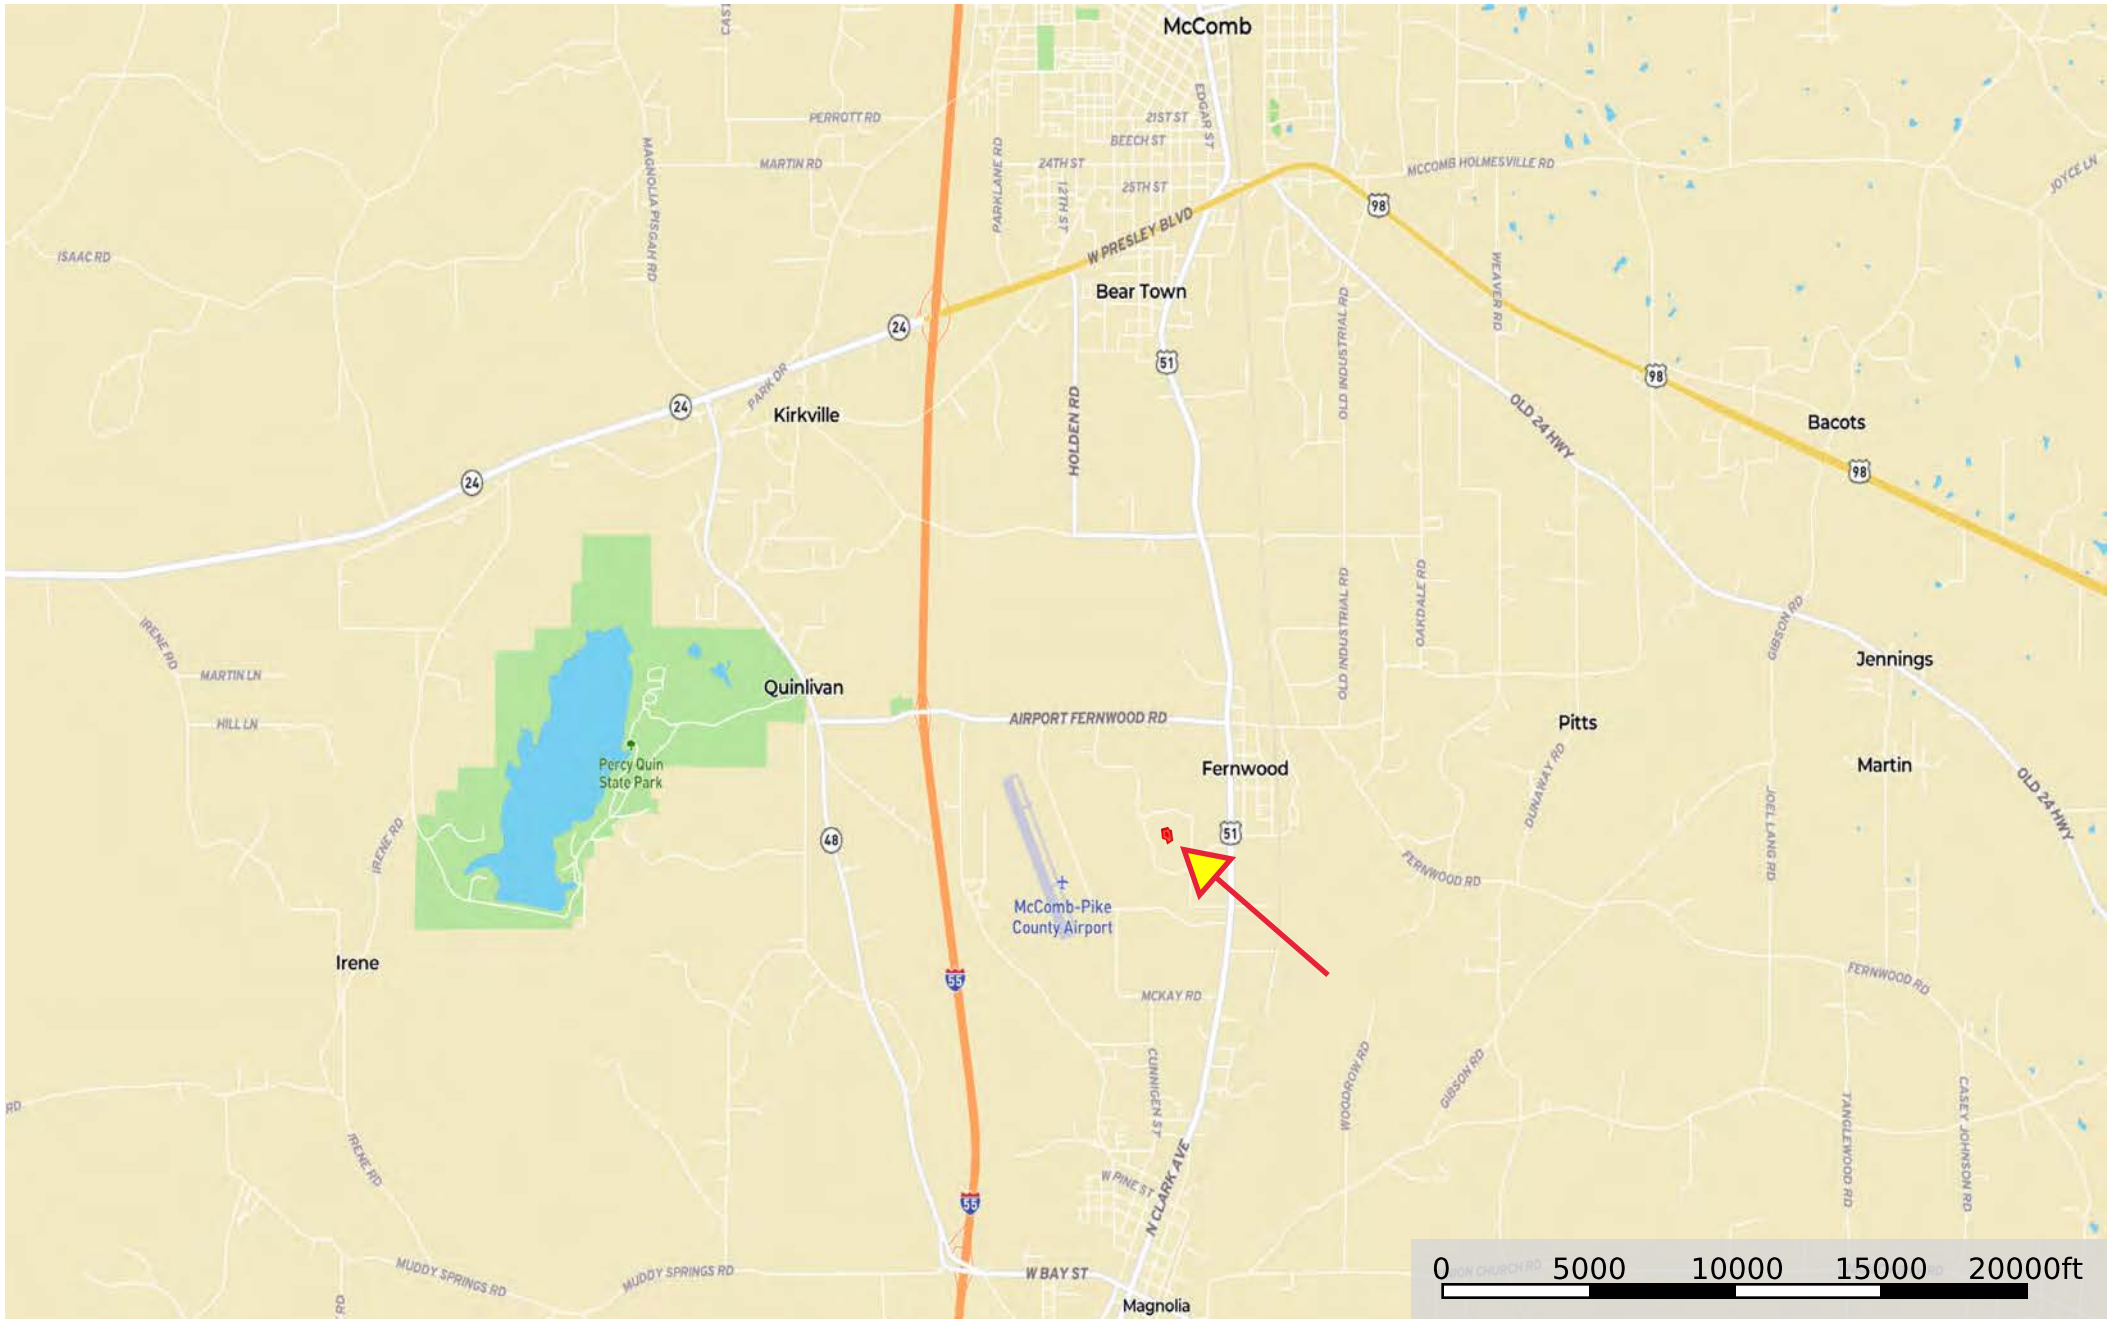 McComb
CAST
EDGAR ST
PERROTT RD
21ST ST
BEECH ST
MARTIN RD
24TH ST
25TH ST
12TH ST
PARKLANE RD
MAGNOLIA PISGAH RD
MCCOMB HOLMESVILLE RD
JOYCE LN
98
ISAAC RD
W PRESLEY BLVD
Bear Town
WEAVER RD
24
51
OLD INDUSTRIAL RD
98
PARK DR
24
Kirkville
HOLDEN RD
OLD 24 HWY
Bacots
98
24
IRENE RD
OAKDALE RD
OLD INDUSTRIAL RD
GIBSON RD
MARTIN LN
Quinlivan
Jennings
HILL LN
AIRPORT FERNWOOD RD
Pitts
Percy Quin
State Park
Fernwood
Martin
DUNAWAY RD
OLD 24 HWY
JOEL LANG RD
IRENE RD
48
51
FERNWOOD RD
McComb-Pike
County Airport
Irene
55
MCKAY RD
FERNWOOD RD
CUNNIGEN ST
WOODROW RD
GIBSON RD
RD
TANGLEWOOD RD
CASEY JOHNSON RD
IRENE RD
W PINE ST
N CLARK AVE
55
MUDDY SPRINGS RD
MUDDY SPRINGS RD
W BAY ST
RD
Magnolia
0 5000 10000 15000 20000ft
CHURCH RD